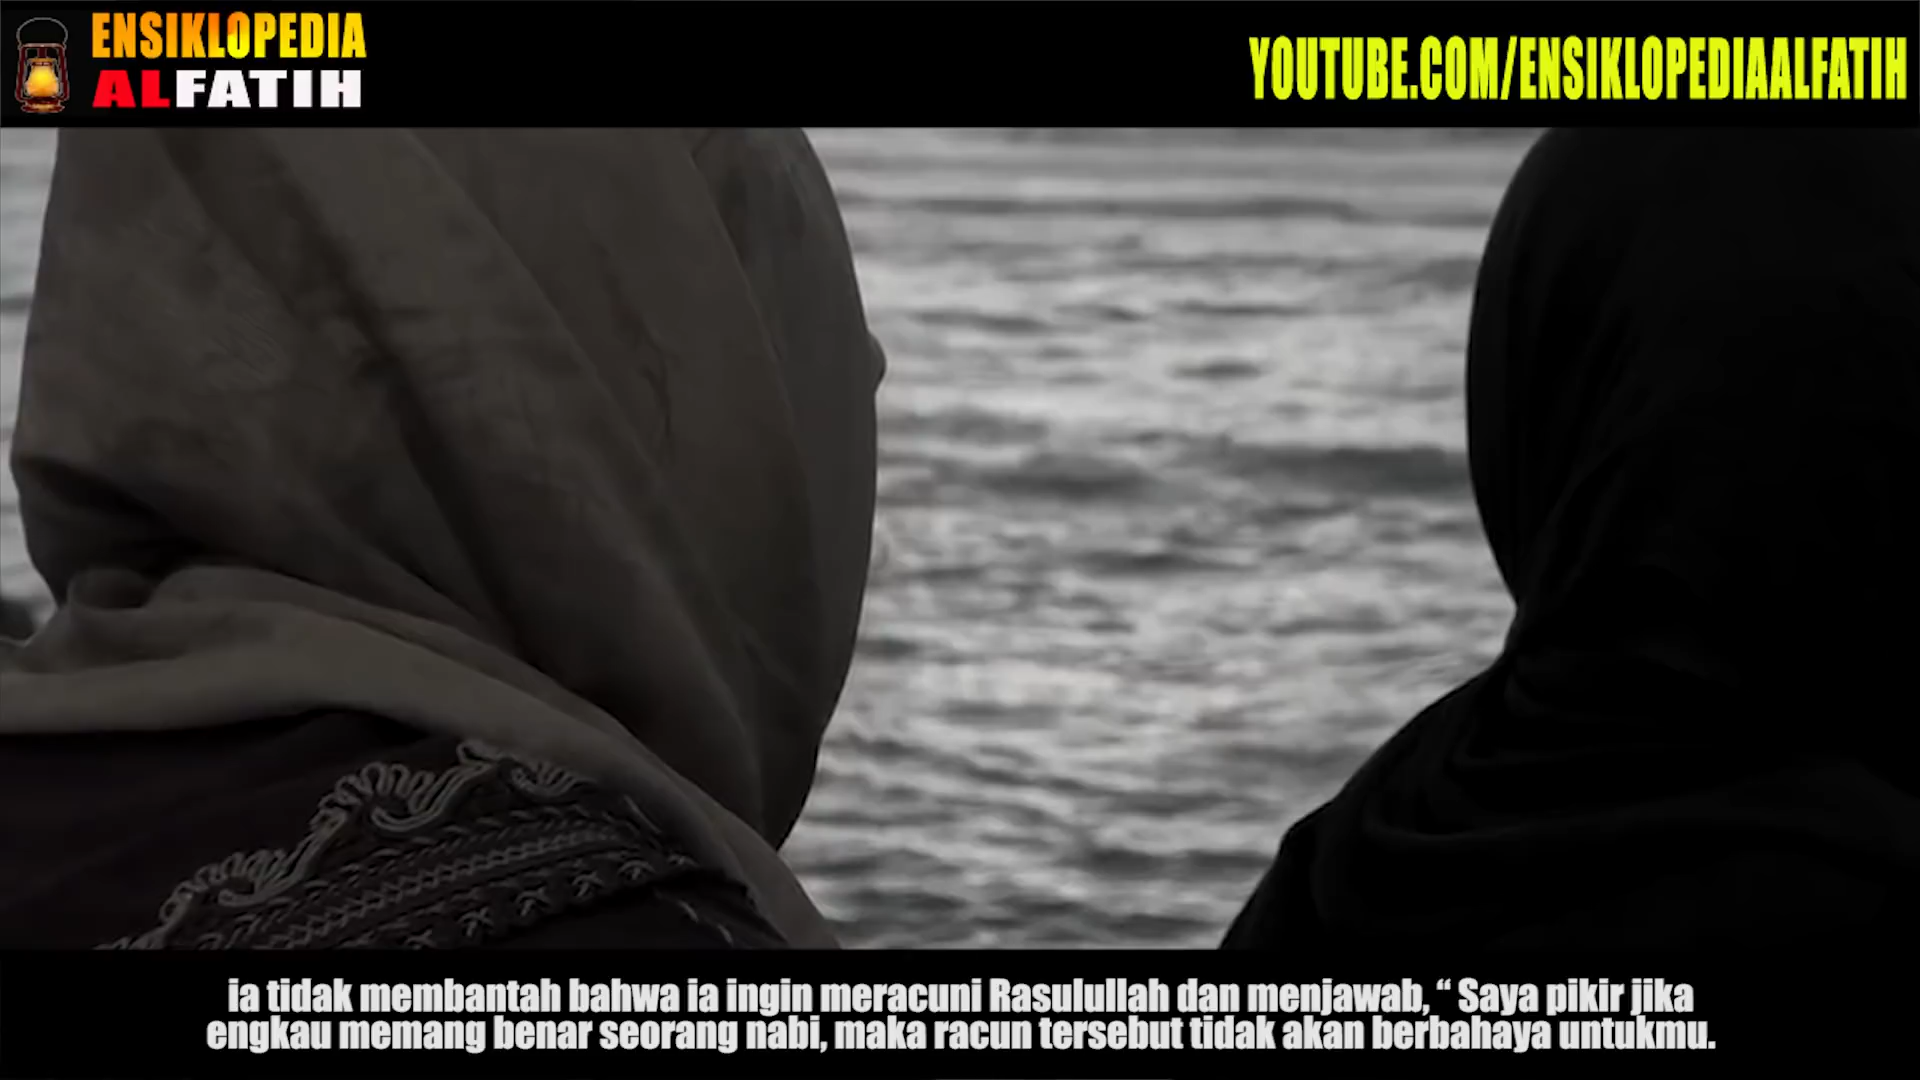 ENSIKLOPEDIA
ALFATIH
YOUTUBE.COM/ENSIKLOPEDIAALFATIH
ia tidak membantah bahwa ia ingin meracuni Rasulullah dan menjawab, “ Saya pikir jika
engkau memang benar seorang nabi, maka racun tersebut tidak akan berbahaya untukmu.